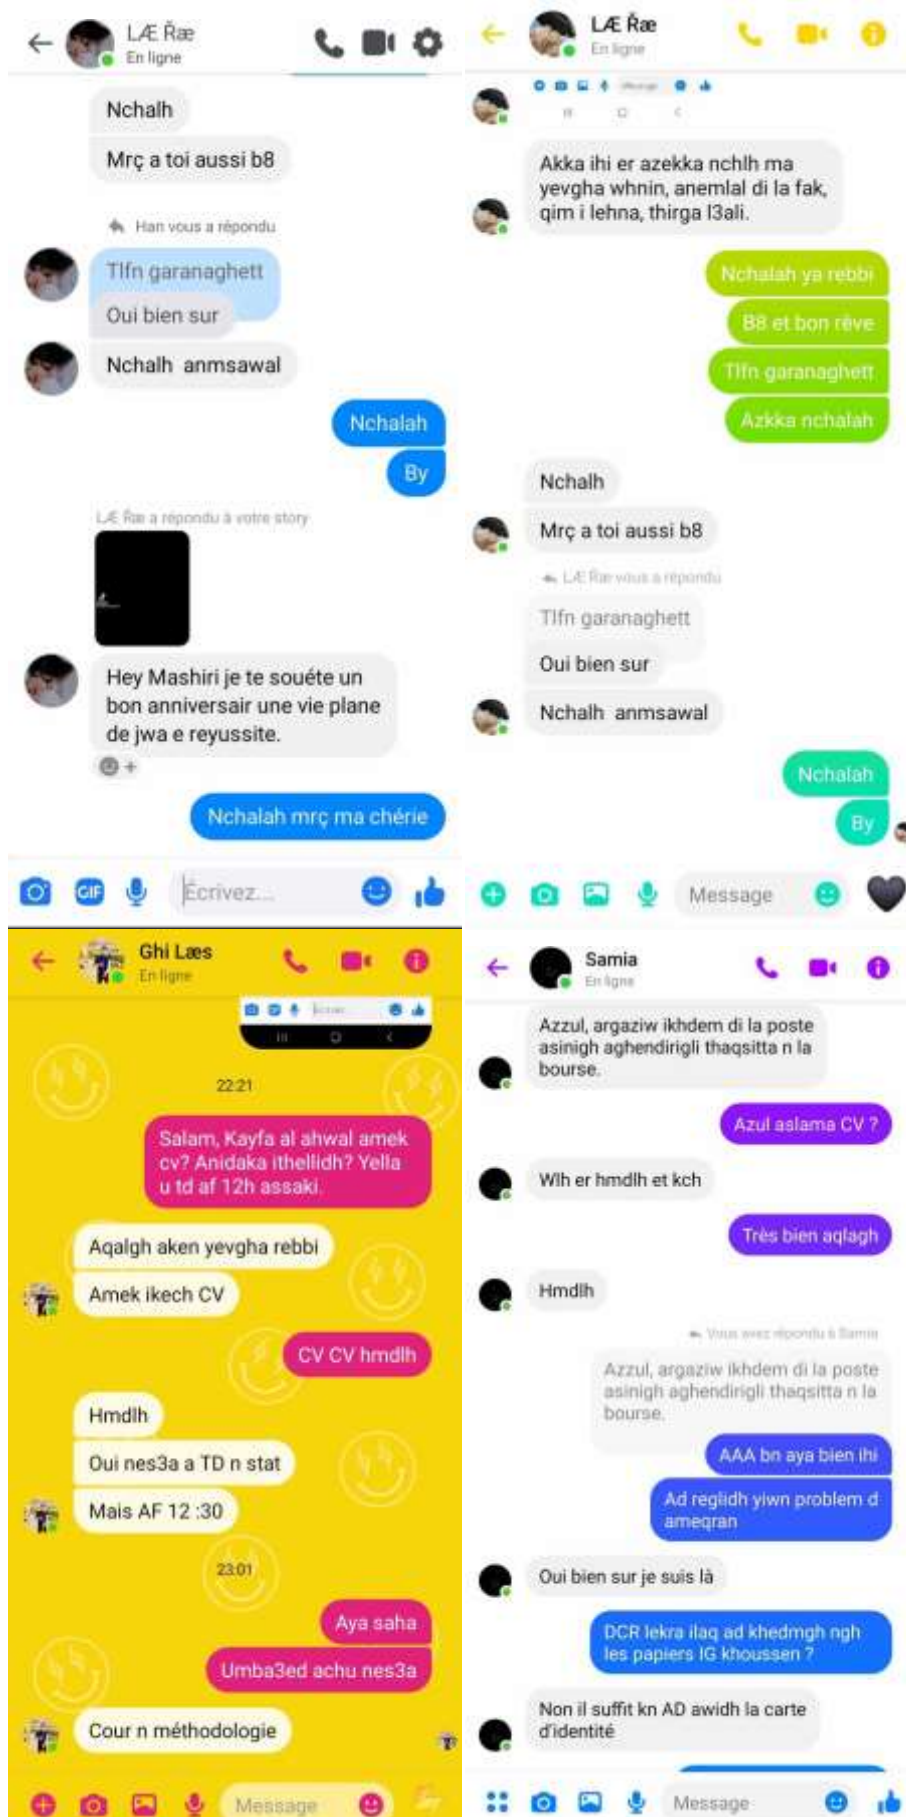 LÆ Řæ
En ligne
Nchalh
Mrç a toi aussi b8
Han vous a répondu
Tlfn garanaghett
Oui bien sur
Nchalh anmsawal
Nchalah
By
LÆ Řæ a répondu à votre story
Hey Mashiri je te souéte un
bon anniversair une vie plane
de jwa e reyussite.
Nchalah mrç ma chérie
GIF
Écrivez...
LÆ Řæ
En ligne
Akka ihi er azekka nchlh ma
yevgha whnin, anemlal di la fak,
qim i lehna, thirga l3ali.
Nchalah ya rebbi
B8 et bon rêve
Tlfn garanaghett
Azkka nchalah
Nchalh
Mrç a toi aussi b8
LÆ Řæ vous a répondu
Tlfn garanaghett
Oui bien sur
Nchalh anmsawal
Nchalah
By
Message
Ghi Læs
En ligne
22:21
Salam, Kayfa al ahwal amek
cv? Anidaka ithellidh? Yella
u td af 12h assaki.
Aqalgh aken yevgha rebbi
Amek ikech CV
CV CV hmdlh
Hmdlh
Oui nes3a a TD n stat
Mais AF 12 :30
23:01
Aya saha
Umba3ed achu nes3a
Cour n méthodologie
Message
Samia
En ligne
Azzul, argaziw ikhdem di la poste
asinigh aghendirigli thaqsitta n la
bourse.
Azul aslama CV ?
Wlh er hmdlh et kch
Très bien aqlagh
Hmdlh
Vous avez répondu à Samia
Azzul, argaziw ikhdem di la poste
asinigh aghendirigli thaqsitta n la
bourse.
AAA bn aya bien ihi
Ad reglidh yiwn problem d
ameqran
Oui bien sur je suis là
DCR lekra ilaq ad khedmgh ngh
les papiers IG khoussen ?
Non il suffit kn AD awidh la carte
d'identité
Message